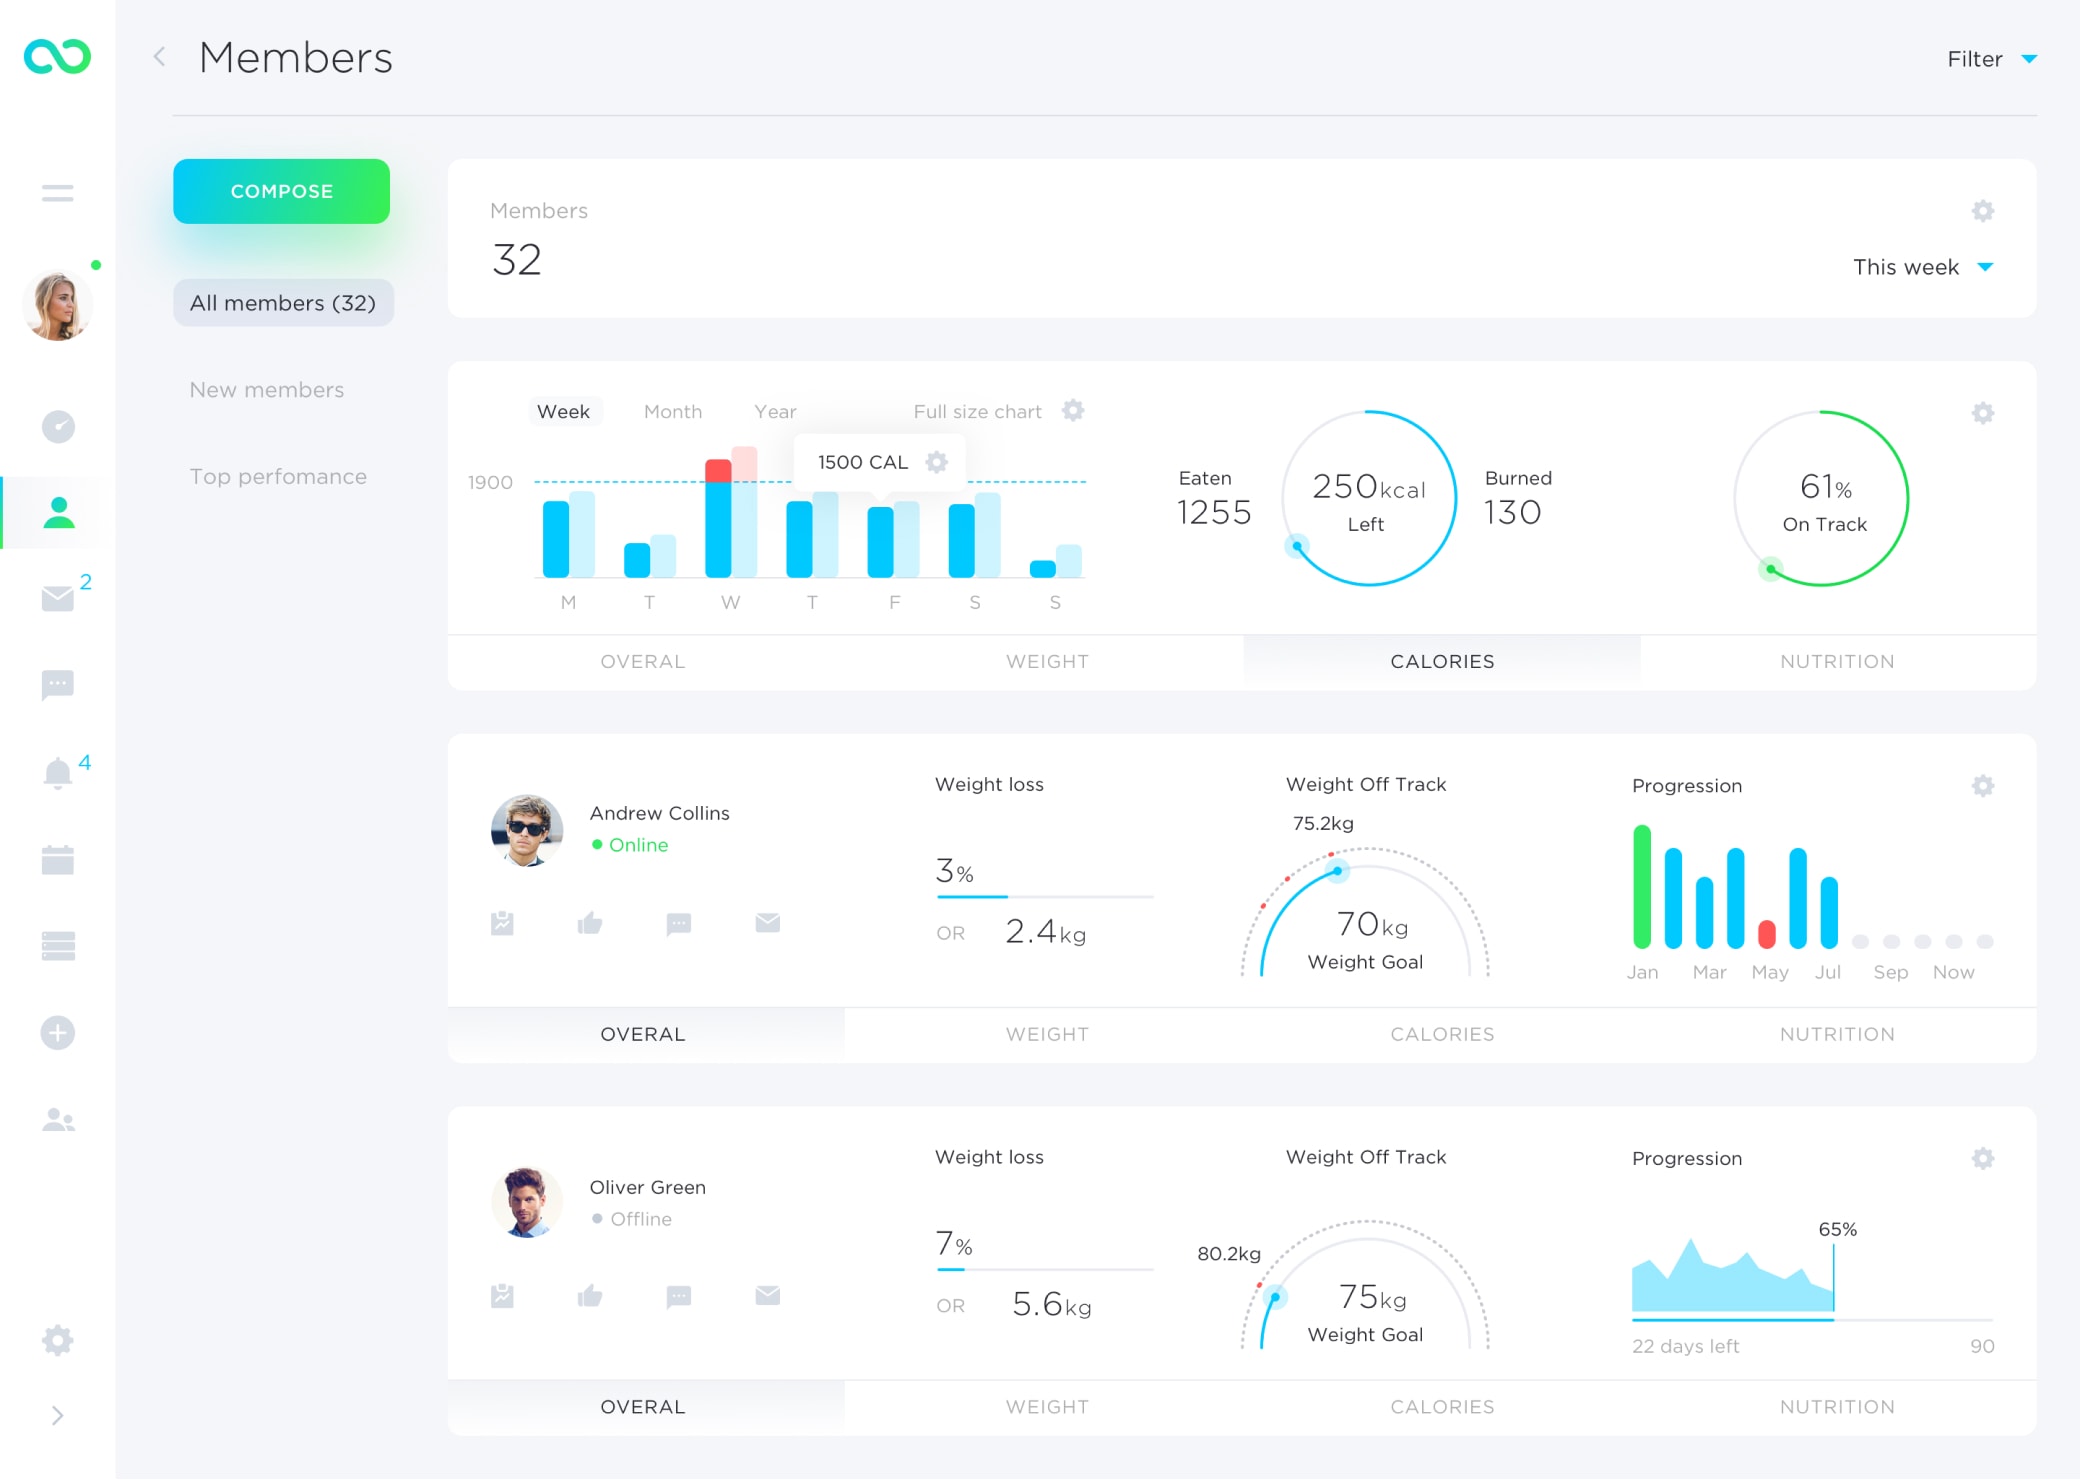 Members
Filter
2
4
COMPOSE
All members (32)
New members
Top perfomance
Members
32
This week
Week Month Year Full size chart
1500 CAL
1900
M T W T F S S
Eaten
1255
250kcal
Left
Burned
130
61%
On Track
OVERAL WEIGHT CALORIES NUTRITION
Andrew Collins
Online
Weight loss
3%
OR 2.4kg
Weight Off Track
75.2kg
70kg
Weight Goal
Progression
Jan Mar May Jul Sep Now
OVERAL WEIGHT CALORIES NUTRITION
Oliver Green
Offline
Weight loss
7%
OR 5.6kg
Weight Off Track
80.2kg
75kg
Weight Goal
Progression
65%
22 days left 90
OVERAL WEIGHT CALORIES NUTRITION